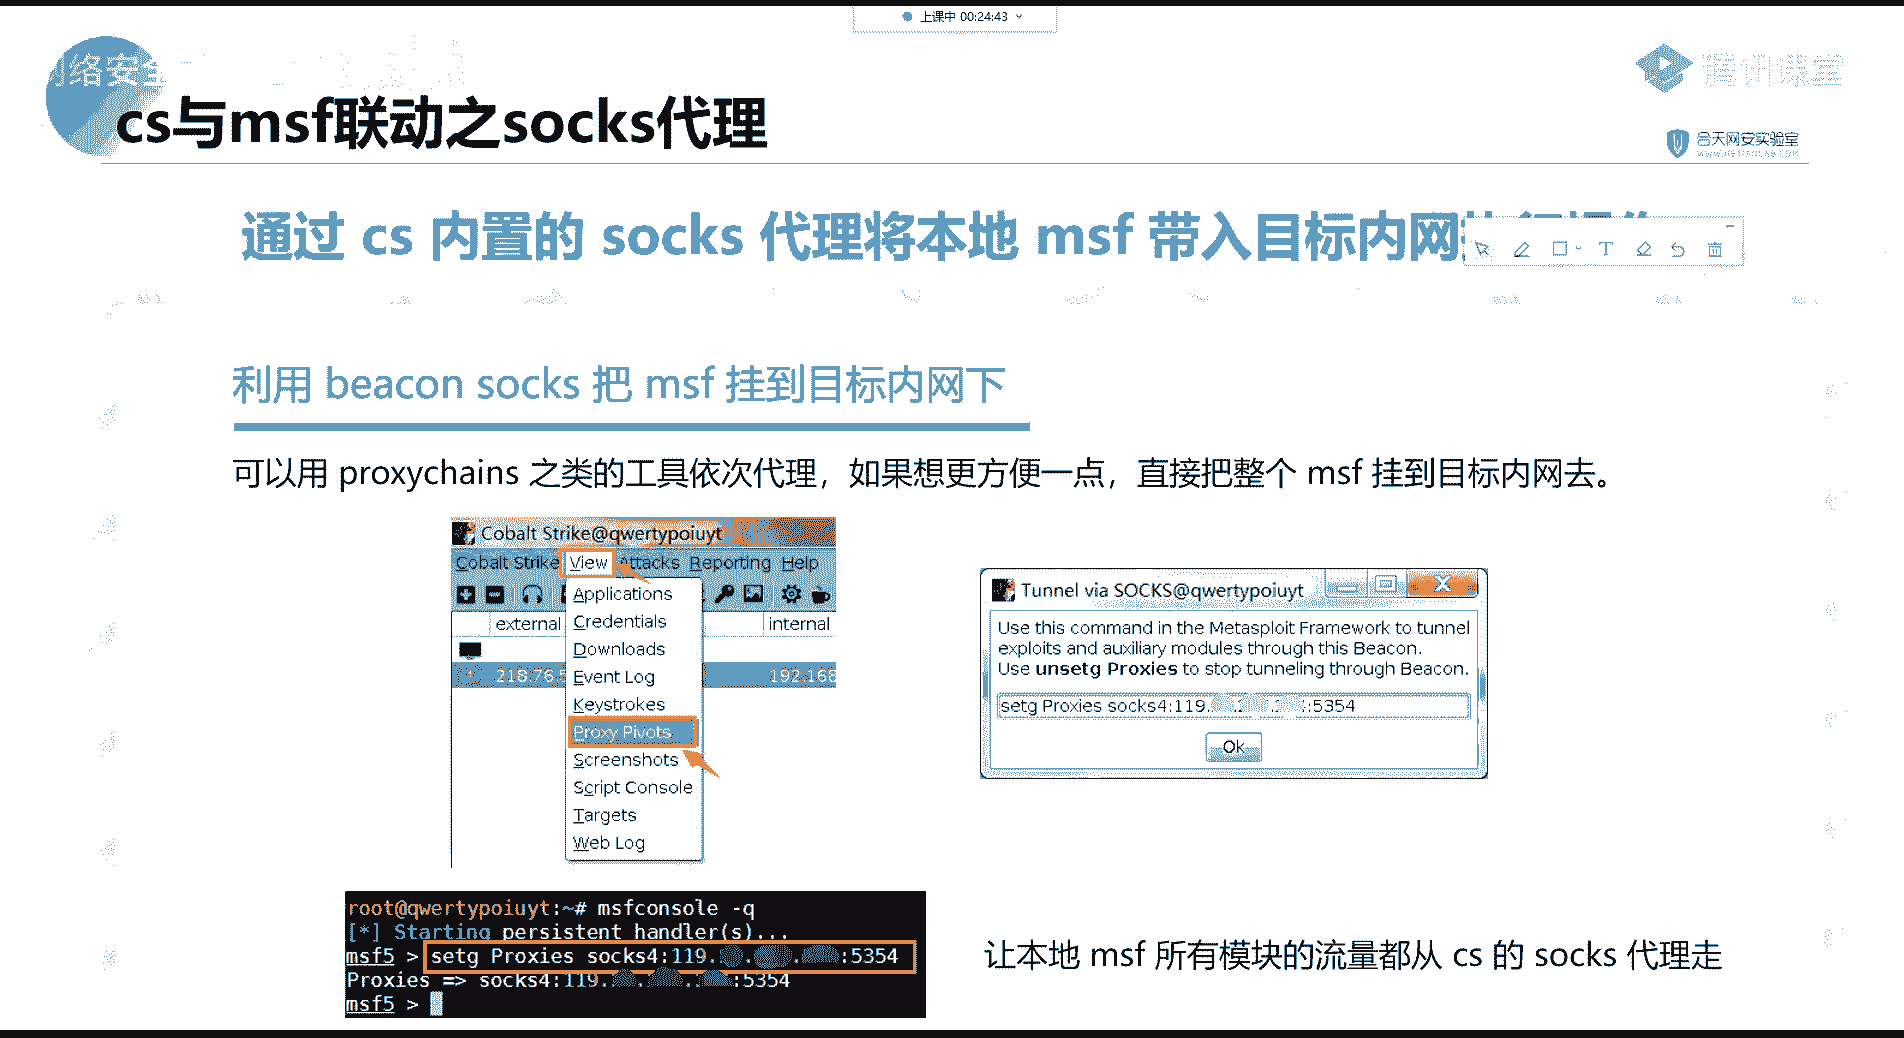 上课中 00:24:43
网络安全
腾讯课堂
cs与msf联动之socks代理
合天网安实验室
通过 cs 内置的 socks 代理将本地 msf 带入目标内网
利用 beacon socks 把 msf 挂到目标内网下
可以用 proxychains 之类的工具依次代理，如果想更方便一点，直接把整个 msf 挂到目标内网去。
Cobalt Strike@qwertypoiuyt
Cobalt Strike View Attacks Reporting Help
Applications
external Credentials internal
Downloads
218.76. Event Log 192.168
Keystrokes
Proxy Pivots
Screenshots
Script Console
Targets
Web Log
Tunnel via SOCKS@qwertypoiuyt
Use this command in the Metasploit Framework to tunnel
exploits and auxiliary modules through this Beacon.
Use unsetg Proxies to stop tunneling through Beacon.
setg Proxies socks4:119. . . :5354
Ok
root@qwertypoiuyt:~# msfconsole -q
[*] Starting persistent handler(s)...
msf5 > setg Proxies socks4:119. . . :5354
Proxies => socks4:119. . . :5354
msf5 >
让本地 msf 所有模块的流量都从 cs 的 socks 代理走